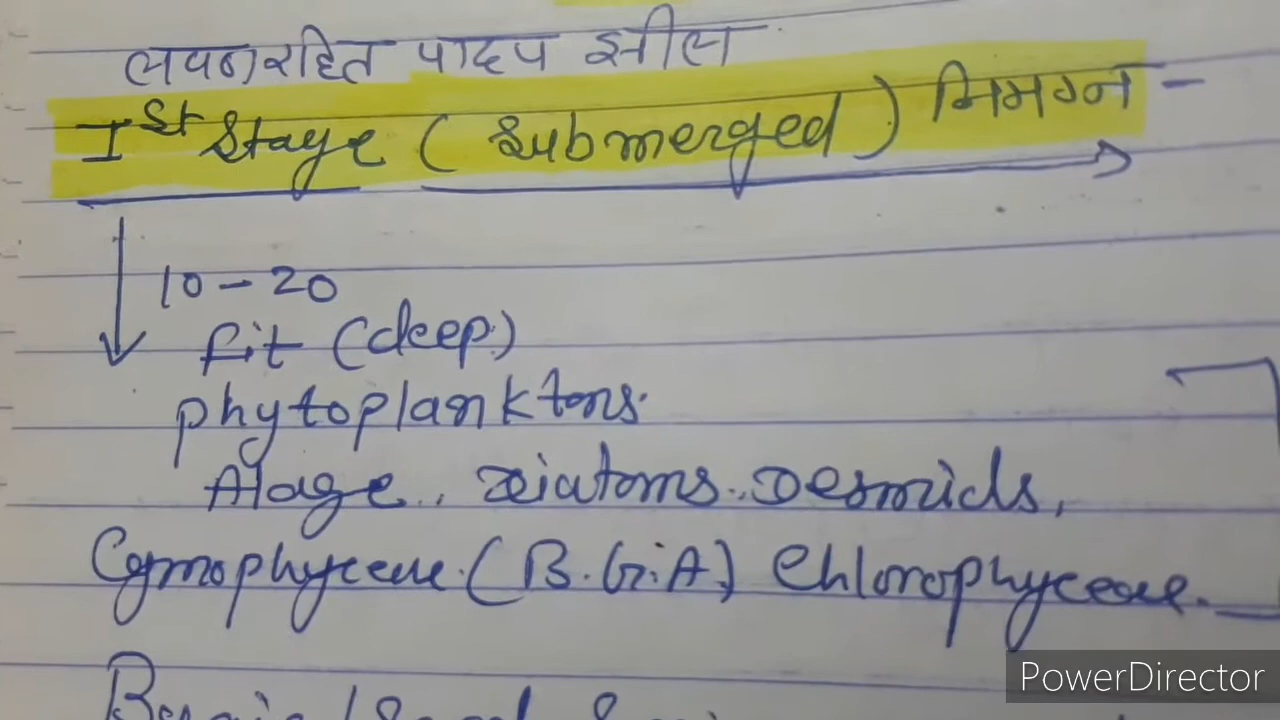 लवणरहित पादप झील
Ist Stage ( Submerged ) निमग्न -
10-20
fit (deep)
phytoplanktons.
Alage, Diatoms, Desmids,
Cynophyceae. (B.G.A) Chlorophyceae.
PowerDirector